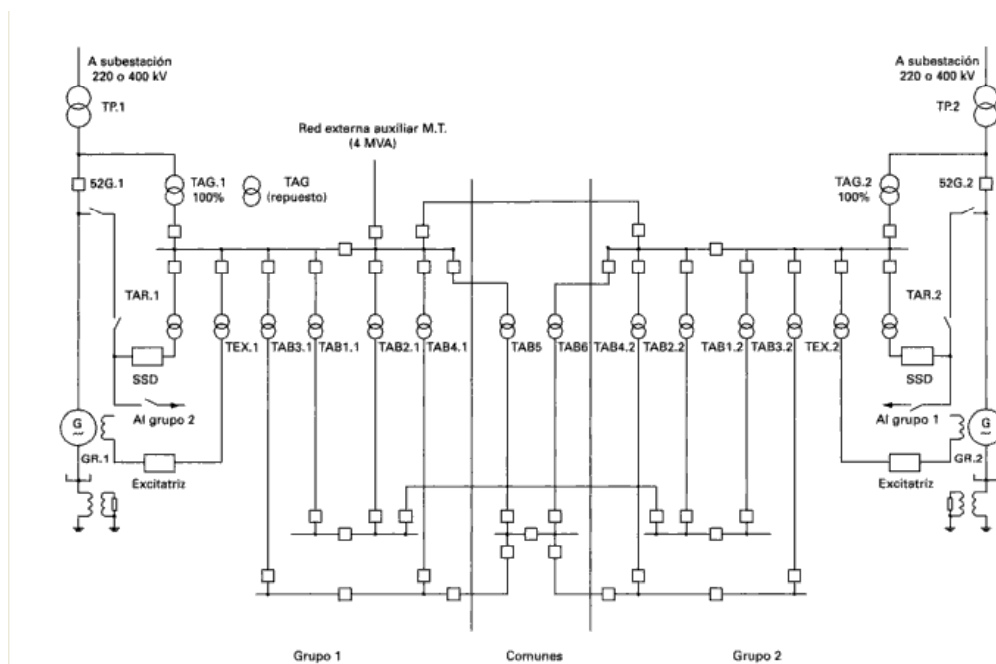 A subestación
220 o 400 kV
TP.1
A subestación
220 o 400 kV
TP.2
Red externa auxiliar M.T.
(4 MVA)
52G.1
TAG.1
100%
TAG
(repuesto)
TAG.2
100%
52G.2
TAR.1
TAR.2
TEX.1
TAB3.1
TAB1.1
TAB2.1
TAB4.1
TAB5
TAB6
TAB4.2
TAB2.2
TAB1.2
TAB3.2
TEX.2
SSD
SSD
Al grupo 2
Al grupo 1
G
~
G
~
GR.1
GR.2
Excitatriz
Excitatriz
Grupo 1
Comunes
Grupo 2